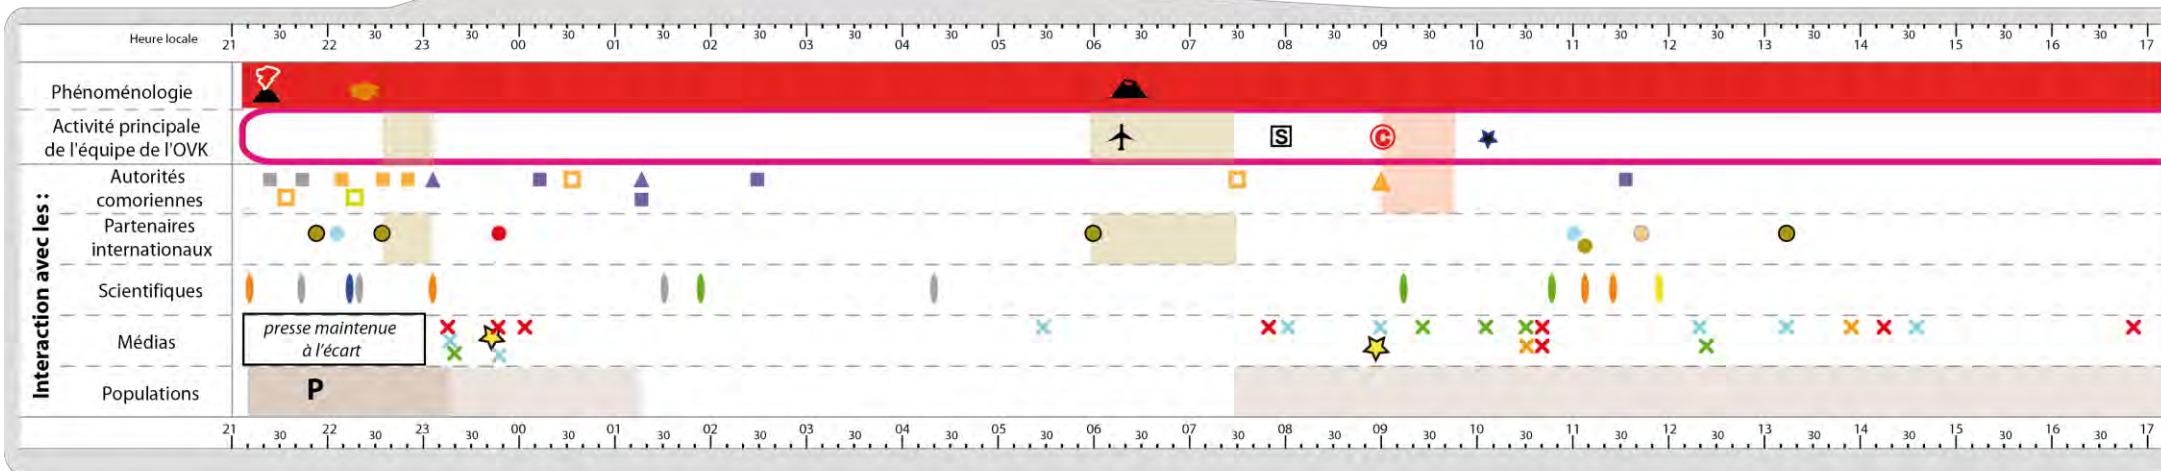 Heure locale
21 30 22 30 23 30 00 30 01 30 02 30 03 30 04 30 05 30 06 30 07 30 08 30 09 30 10 30 11 30 12 30 13 30 14 30 15 30 16 30 17
Phénoménologie
Activité principale
de l'équipe de l'OVK
S
C
Interaction avec les :
Autorités
comoriennes
Partenaires
internationaux
Scientifiques
Médias
presse maintenue
à l'écart
Populations
P
21 30 22 30 23 30 00 30 01 30 02 30 03 30 04 30 05 30 06 30 07 30 08 30 09 30 10 30 11 30 12 30 13 30 14 30 15 30 16 30 17